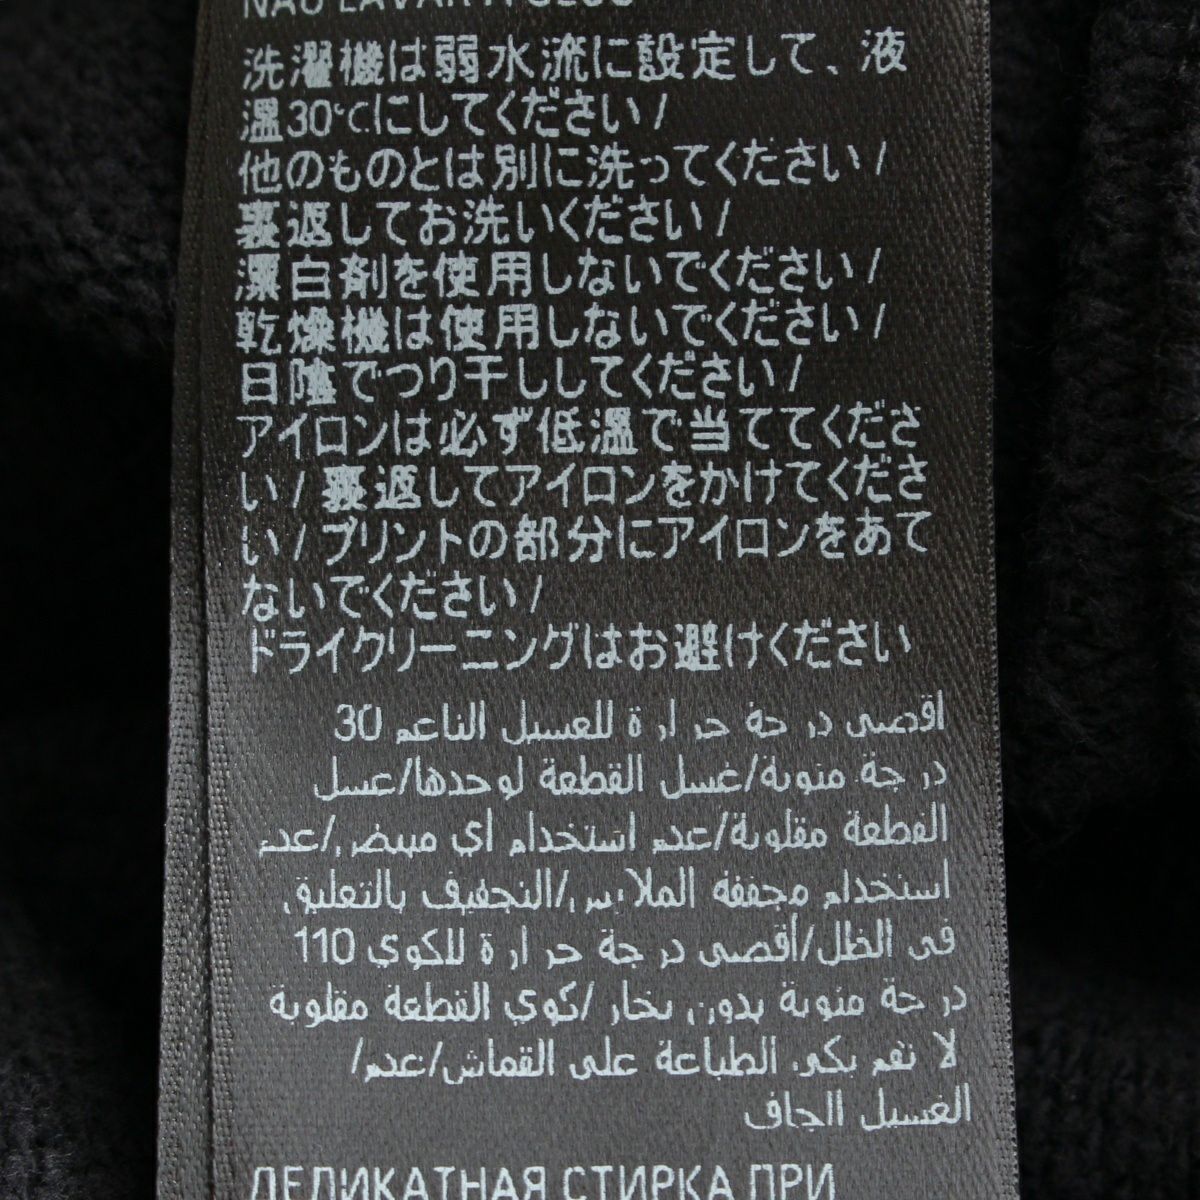 NÃO LAVAR A SECO
洗濯機は弱水流に設定して、液
温30℃にしてください/
他のものとは別に洗ってください/
裏返してお洗いください/
漂白剤を使用しないでください/
乾燥機は使用しないでください/
日陰でつり干ししてください/
アイロンは必ず低温で当ててくださ
い/裏返してアイロンをかけてくださ
い/プリントの部分にアイロンをあて
ないでください/
ドライクリーニングはお避けください
اقصى درجة حرارة للغسيل الناعم 30
درجة مئوية/غسل القطعة لوحدها/غسل
القطعة مقلوبة/عدم استخدام أي مبيض/عدم
استخدام مجففة الملابس/التجفيف بالتعليق
في الظل/أقصى درجة حرارة للكوي 110
درجة مئوية بدون بخار/كوي القطعة مقلوبة
/لا تقم بكي الطباعة على القماش/عدم
الغسيل الجاف
ДЕЛИКАТНАЯ СТИРКА ПРИ